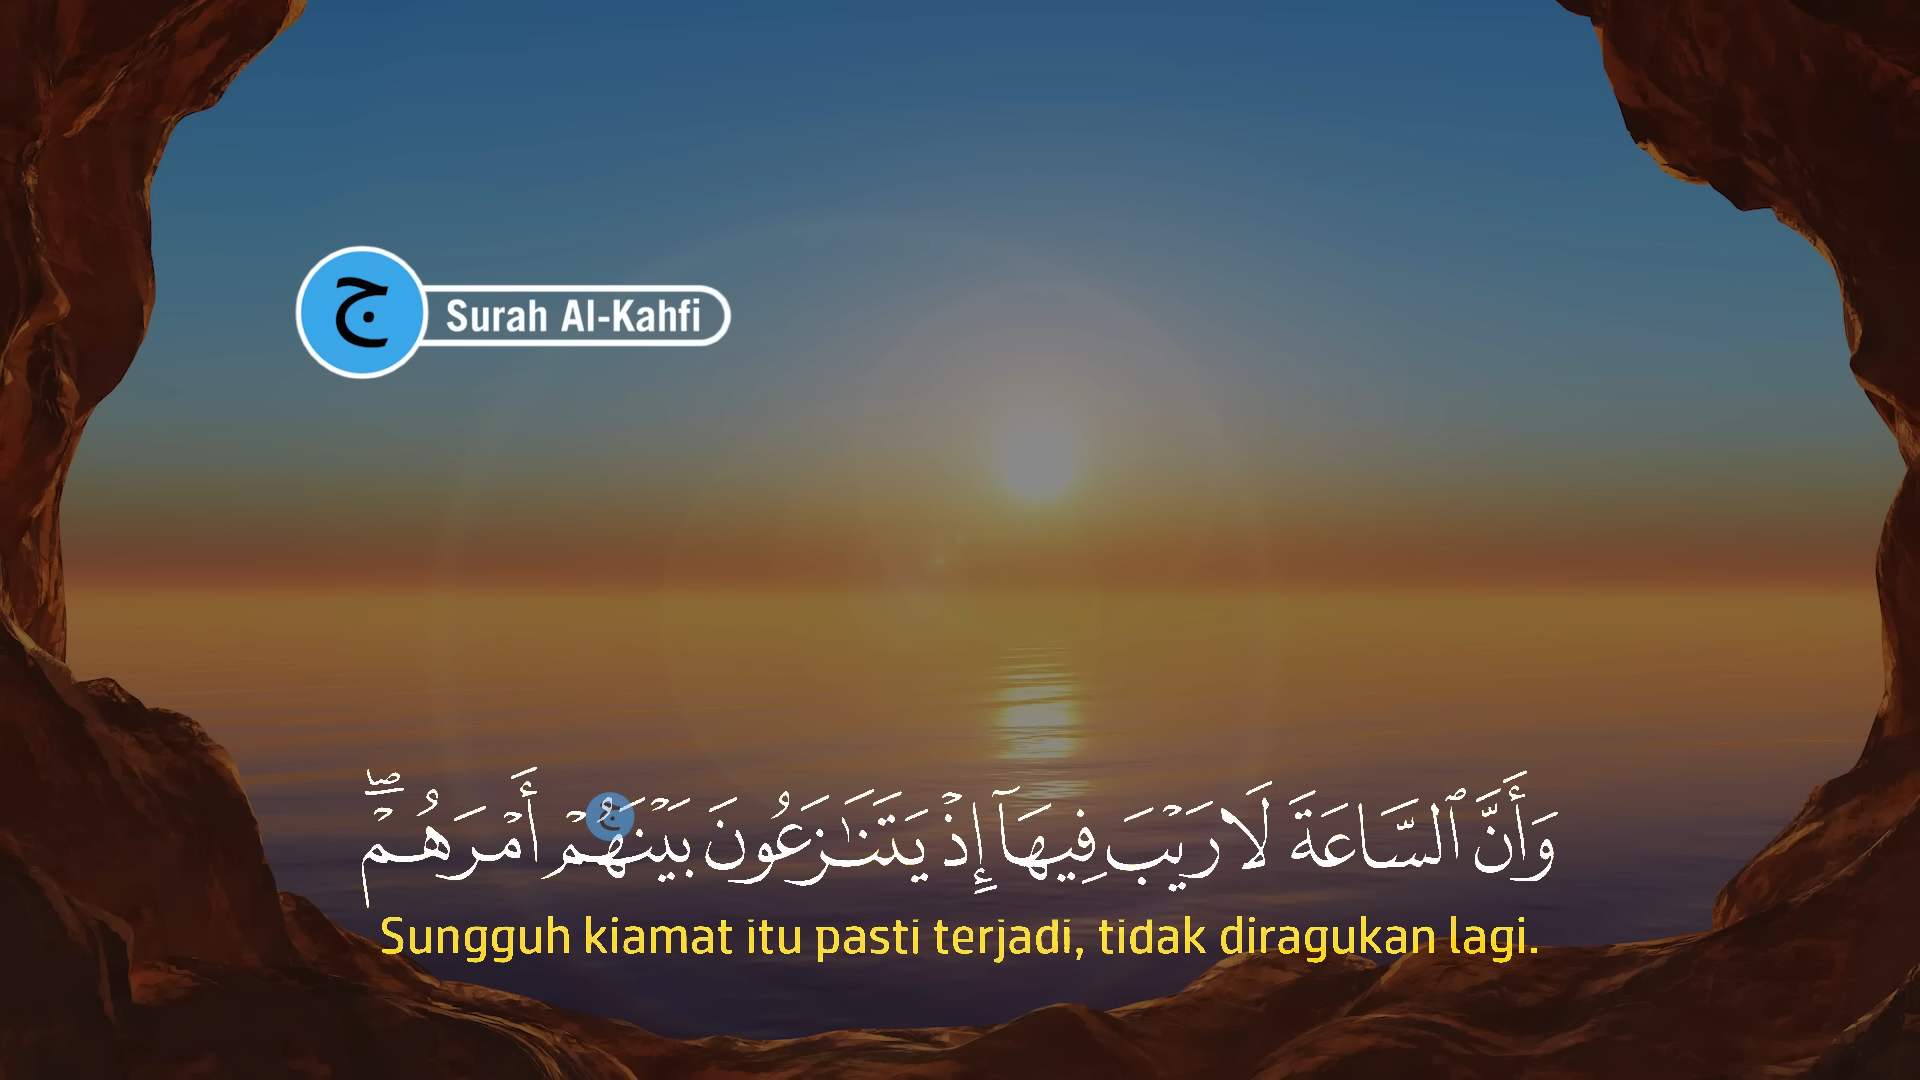 ج
Surah Al-Kahfi
وَأَنَّ ٱلسَّاعَةَ لَا رَيْبَ فِيهَآ إِذْ يَتَنَـٰزَعُونَ بَيْنَهُمْ أَمْرَهُمْ ۖ
Sungguh kiamat itu pasti terjadi, tidak diragukan lagi.